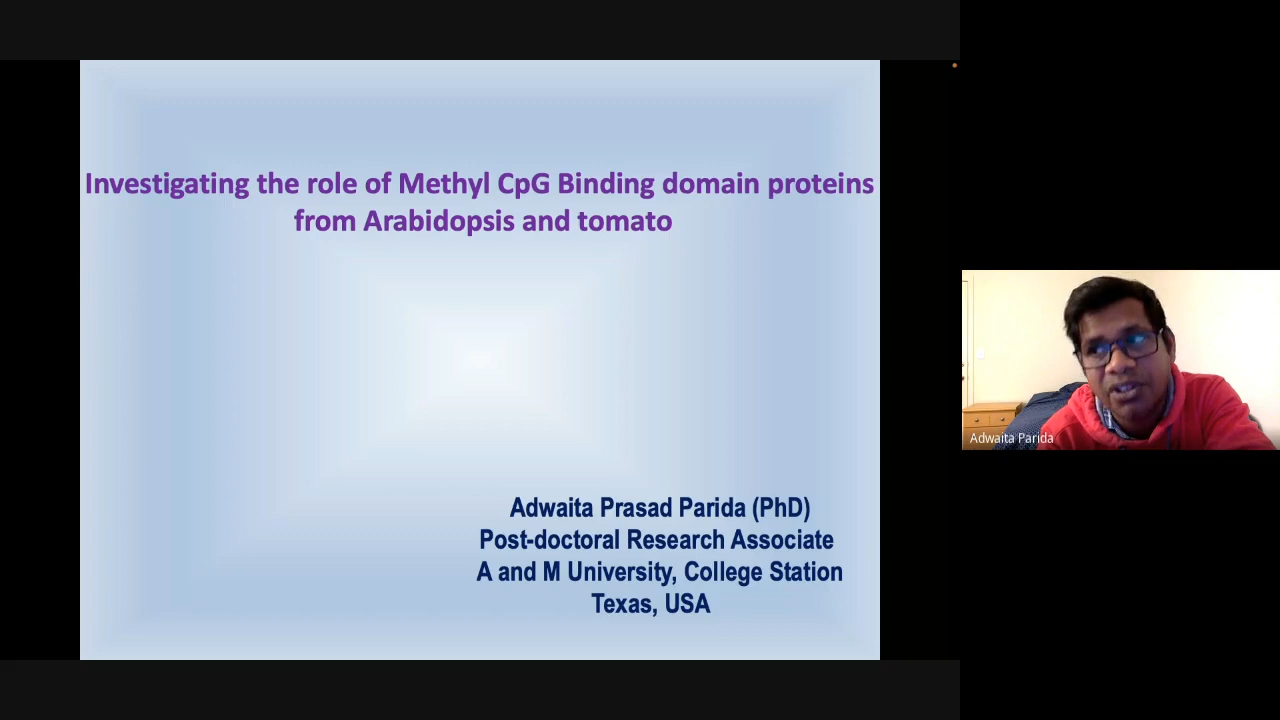 Investigating the role of Methyl CpG Binding domain proteins
from Arabidopsis and tomato
Adwaita Prasad Parida (PhD)
Post-doctoral Research Associate
A and M University, College Station
Texas, USA
Adwaita Parida